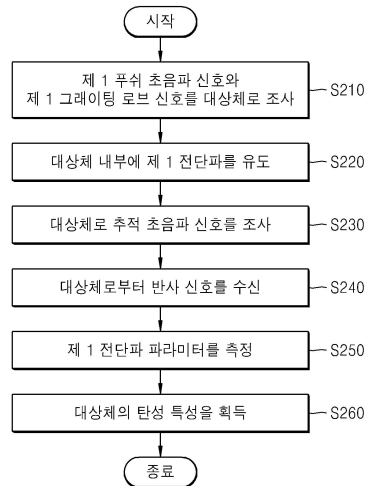 시작
제 1 푸쉬 초음파 신호와
제 1 그레이팅 로브 신호를 대상체로 조사
S210
대상체 내부에 제 1 전단파를 유도
S220
대상체로 추적 초음파 신호를 조사
S230
대상체로부터 반사 신호를 수신
S240
제 1 전단파 파라미터를 측정
S250
대상체의 탄성 특성을 획득
S260
종료